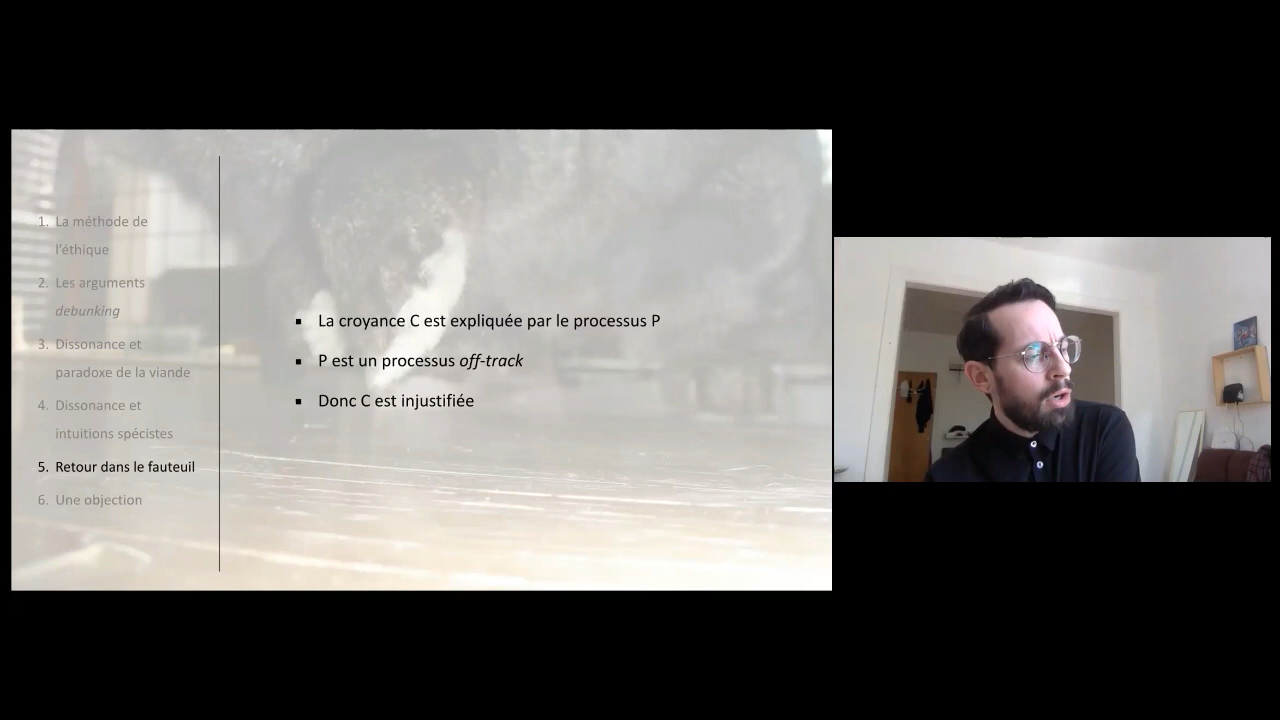 1. La méthode de
l'éthique
2. Les arguments
debunking
3. Dissonance et
paradoxe de la viande
4. Dissonance et
intuitions spécistes
5. Retour dans le fauteuil
6. Une objection
▪ La croyance C est expliquée par le processus P
▪ P est un processus off-track
▪ Donc C est injustifiée